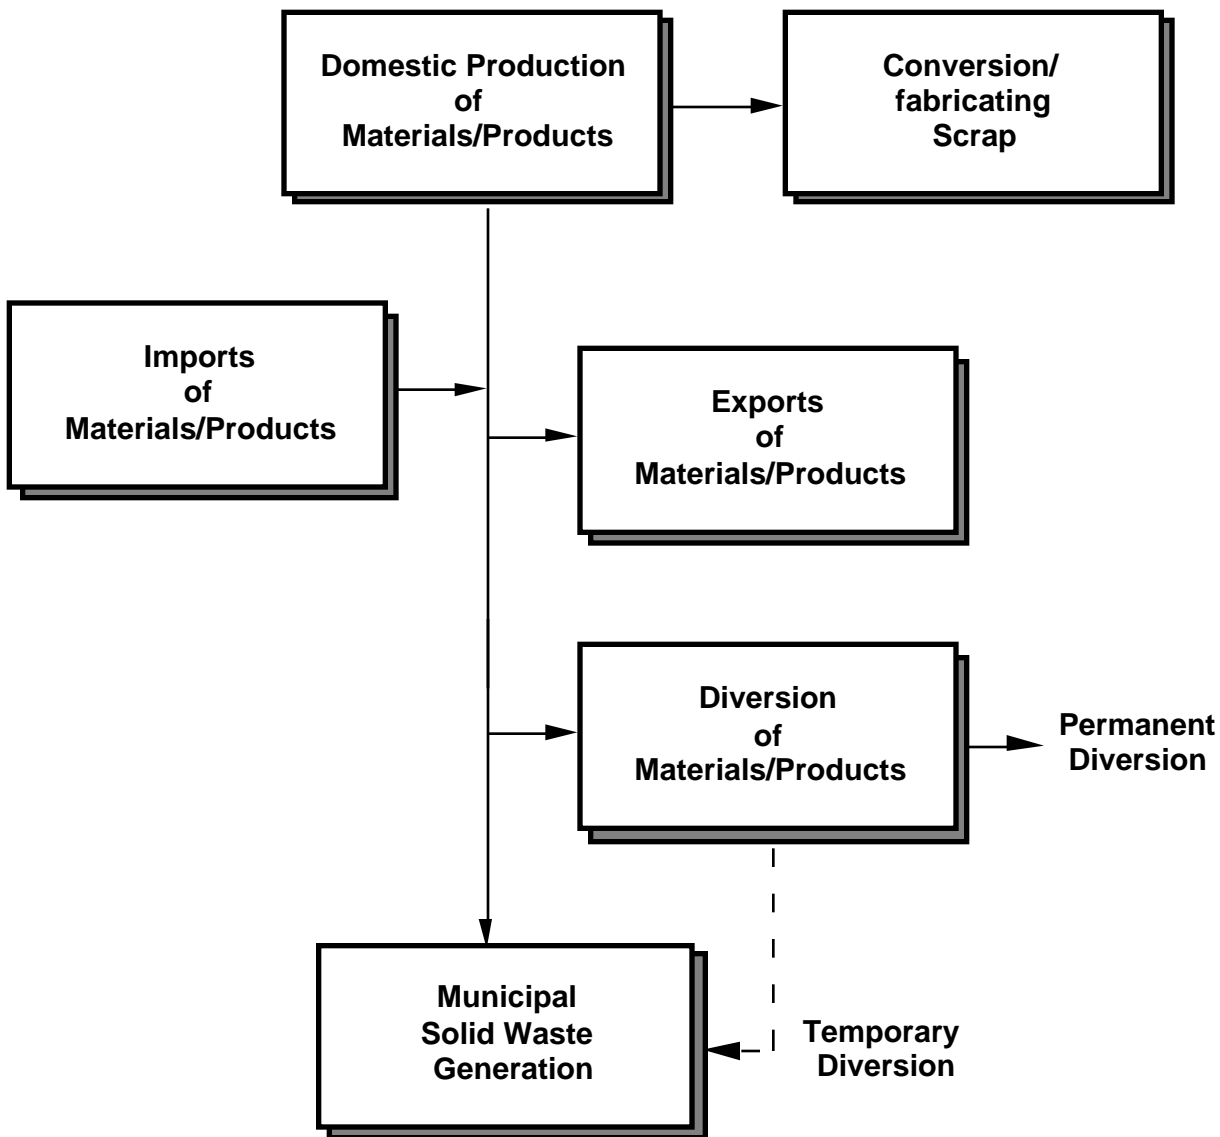 Domestic Production
of
Materials/Products
Conversion/
fabricating
Scrap
Imports
of
Materials/Products
Exports
of
Materials/Products
Diversion
of
Materials/Products
Permanent
Diversion
Municipal
Solid Waste
Generation
Temporary
Diversion